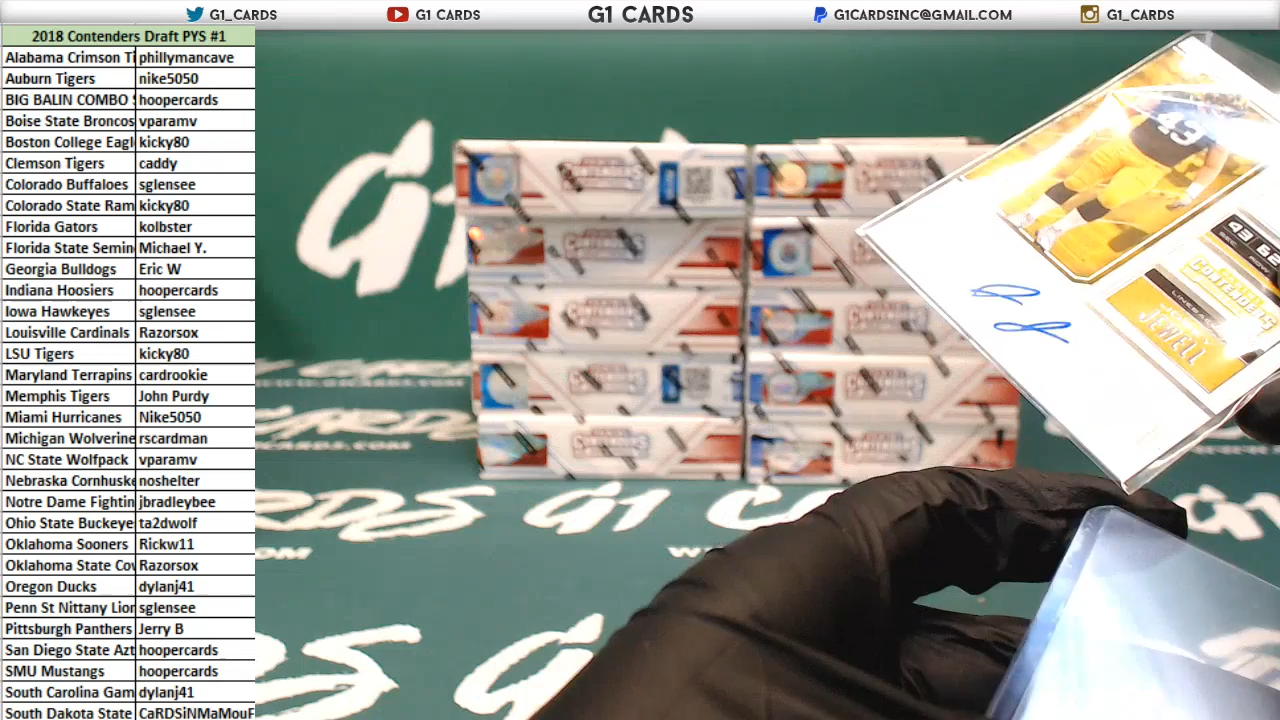 G1_CARDS G1 CARDS G1 CARDS G1CARDSINC@GMAIL.COM G1_CARDS
2018 Contenders Draft PYS #1
Alabama Crimson Ti phillymancave
Auburn Tigers nike5050
BIG BALIN COMBO hoopercards
Boise State Broncos vparamv
Boston College Eagl kicky80
Clemson Tigers caddy
Colorado Buffaloes sglensee
Colorado State Ram kicky80
Florida Gators kolbster
Florida State Semin Michael Y.
Georgia Bulldogs Eric W
Indiana Hoosiers hoopercards
Iowa Hawkeyes sglensee
Louisville Cardinals Razorsox
LSU Tigers kicky80
Maryland Terrapins cardrookie
Memphis Tigers John Purdy
Miami Hurricanes Nike5050
Michigan Wolverine rscardman
NC State Wolfpack vparamv
Nebraska Cornhuske noshelter
Notre Dame Fightin jbradleybee
Ohio State Buckeye ta2dwolf
Oklahoma Sooners Rickw11
Oklahoma State Cov Razorsox
Oregon Ducks dylanj41
Penn St Nittany Lion sglensee
Pittsburgh Panthers Jerry B
San Diego State Azt hoopercards
SMU Mustangs hoopercards
South Carolina Gam dylanj41
South Dakota State CaRDSiNMaMouF
43
CONTENDERS
JEWELL
CONTENDERS
CONTENDERS
G1 C